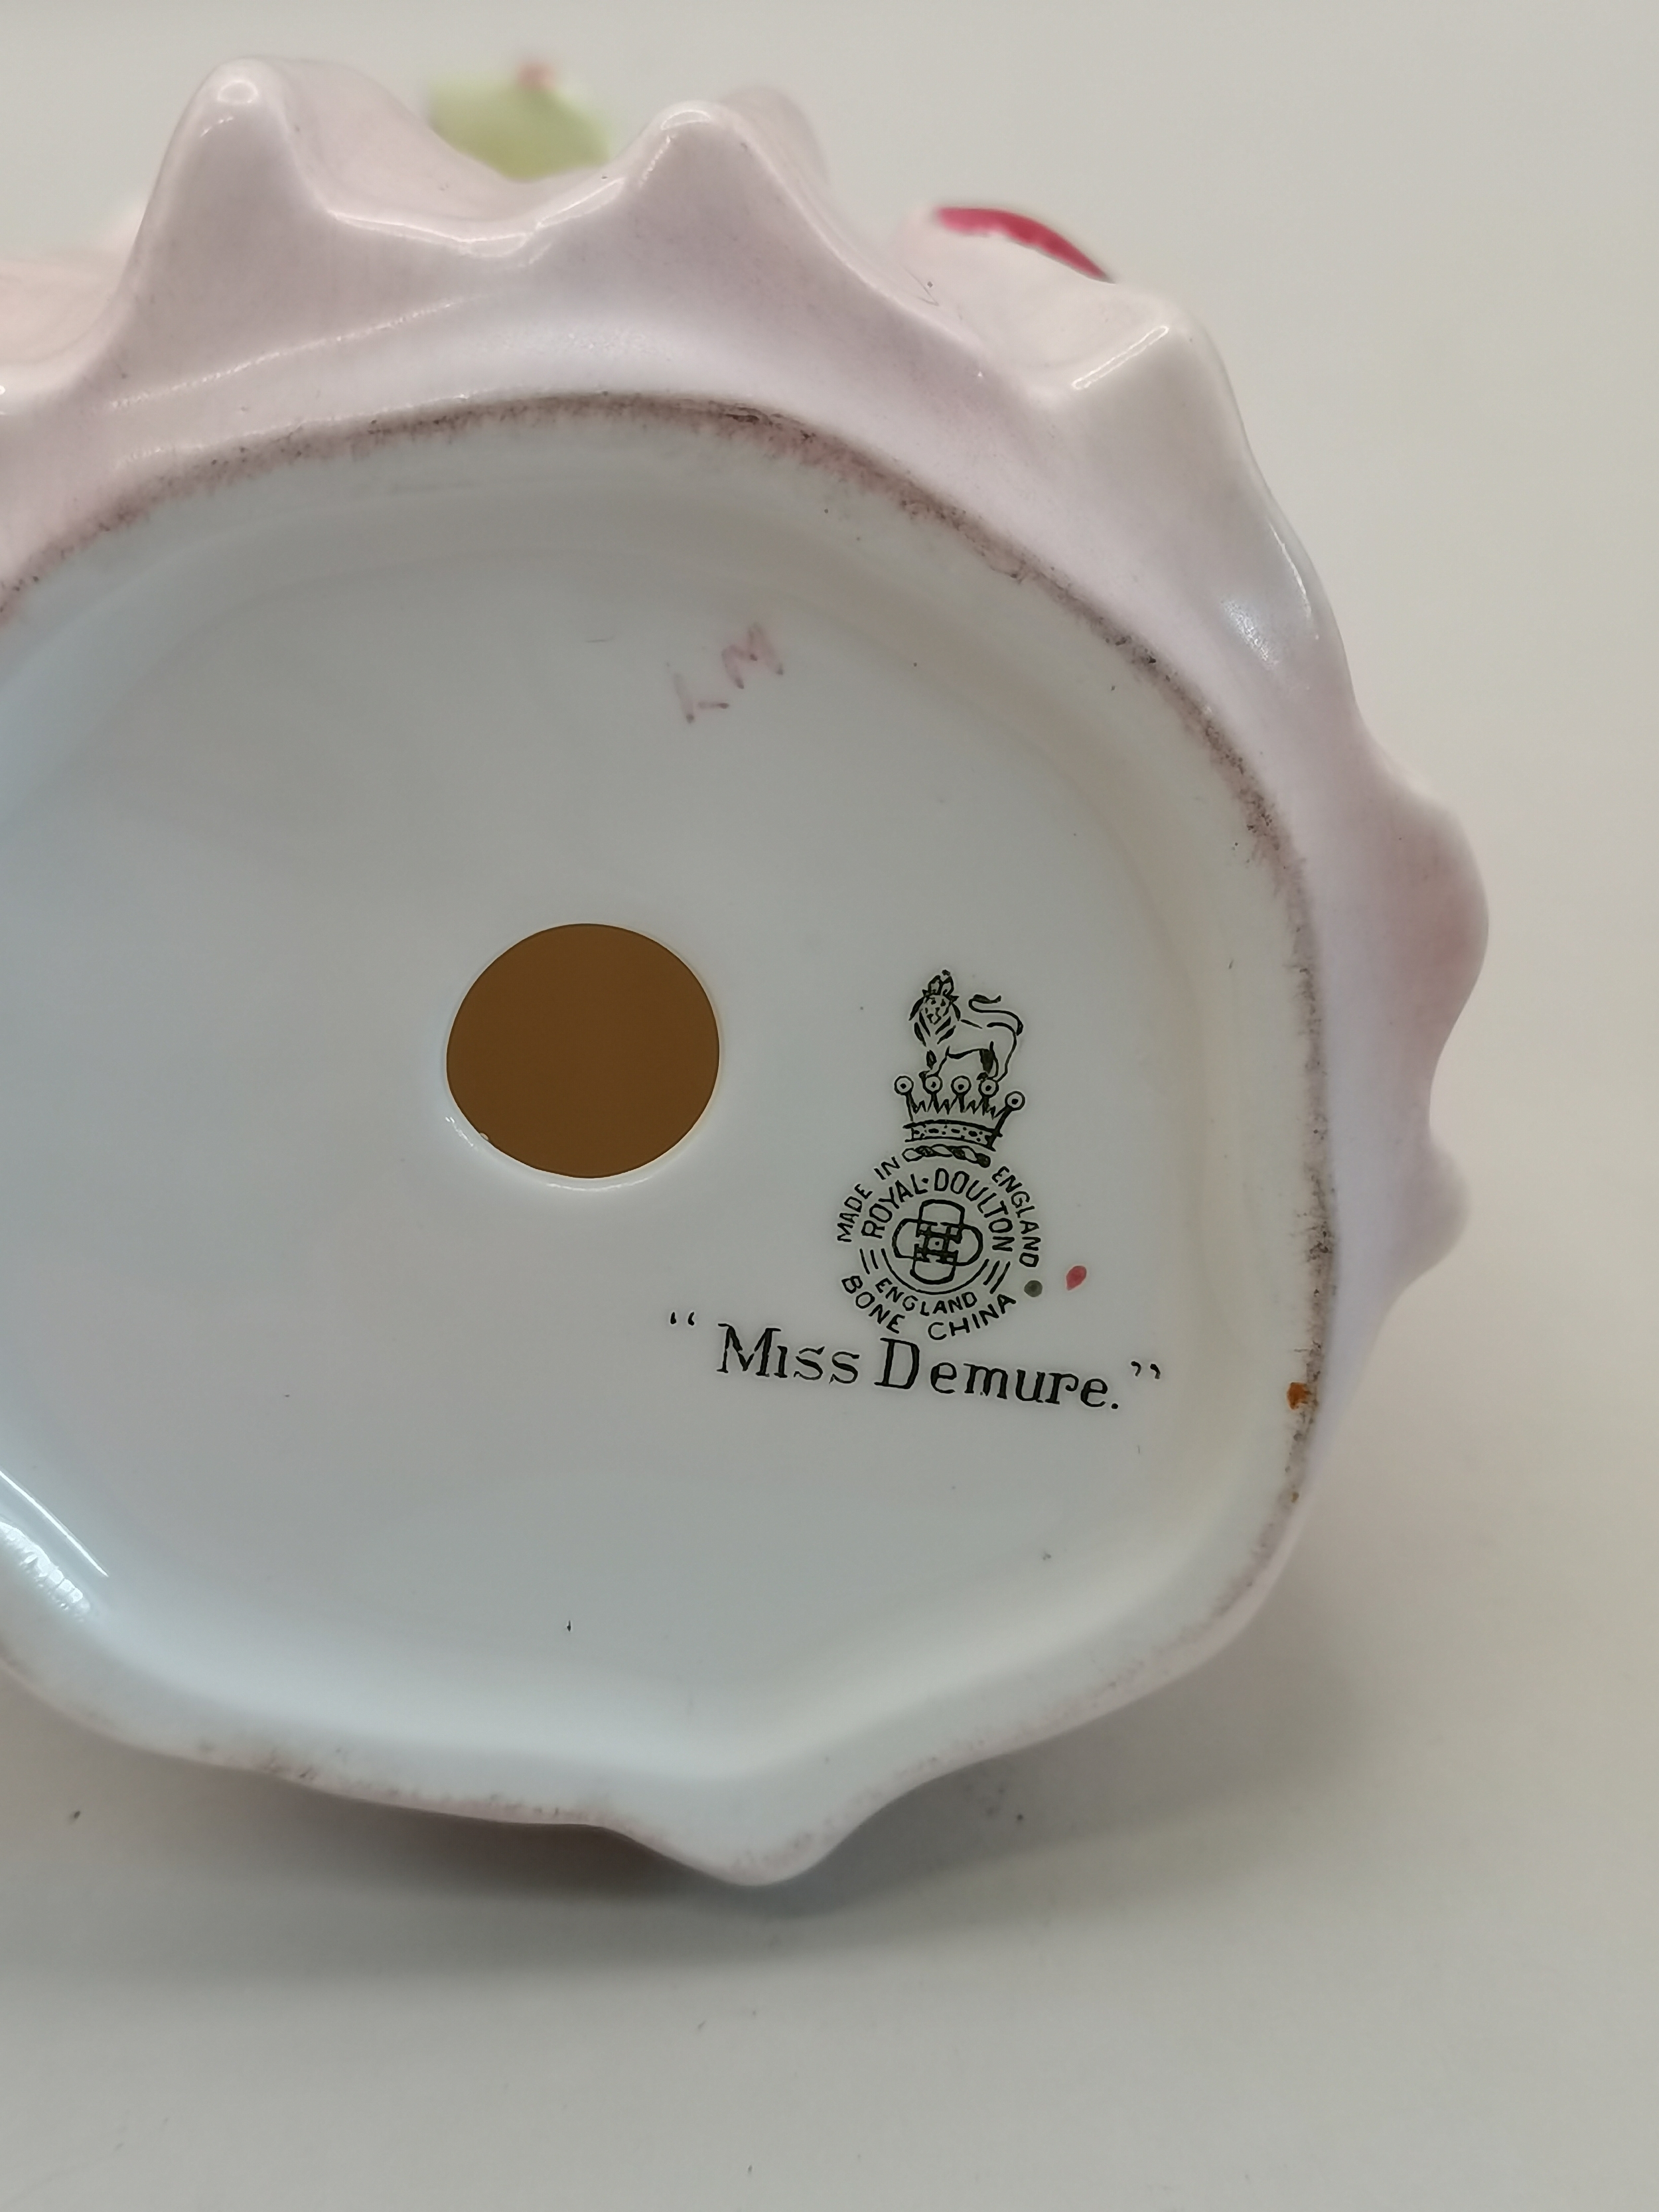 LM
MADE IN ENGLAND
ROYAL·DOULTON
ENGLAND
BONE CHINA
“Miss Demure.”